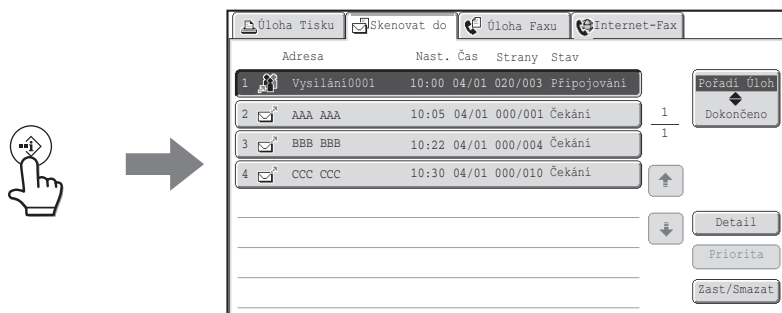 Úloha Tisku Skenovat do Úloha Faxu Internet-Fax
Adresa Nast. Čas Strany Stav
1 Vysílání0001 10:00 04/01 020/003 Připojování
2 AAA AAA 10:05 04/01 000/001 Čekání
3 BBB BBB 10:22 04/01 000/004 Čekání
4 CCC CCC 10:30 04/01 000/010 Čekání
1
1
Pořadí Úloh
Dokončeno
Detail
Priorita
Zast/Smazat